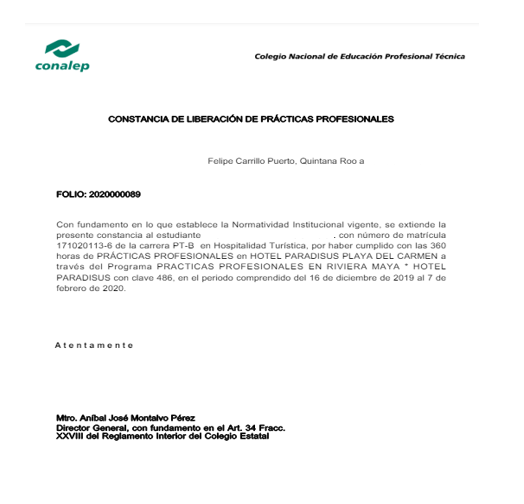 conalep
Colegio Nacional de Educación Profesional Técnica
CONSTANCIA DE LIBERACIÓN DE PRÁCTICAS PROFESIONALES
Felipe Carrillo Puerto, Quintana Roo a
FOLIO: 2020000089
Con fundamento en lo que establece la Normatividad Institucional vigente, se extiende la
presente constancia al estudiante . con número de matrícula
171020113-6 de la carrera PT-B en Hospitalidad Turística, por haber cumplido con las 360
horas de PRÁCTICAS PROFESIONALES en HOTEL PARADISUS PLAYA DEL CARMEN a
través del Programa PRACTICAS PROFESIONALES EN RIVIERA MAYA * HOTEL
PARADISUS con clave 486, en el periodo comprendido del 16 de diciembre de 2019 al 7 de
febrero de 2020.
Atentamente
Mtro. Aníbal José Montalvo Pérez
Director General, con fundamento en el Art. 34 Fracc.
XXVIII del Reglamento Interior del Colegio Estatal